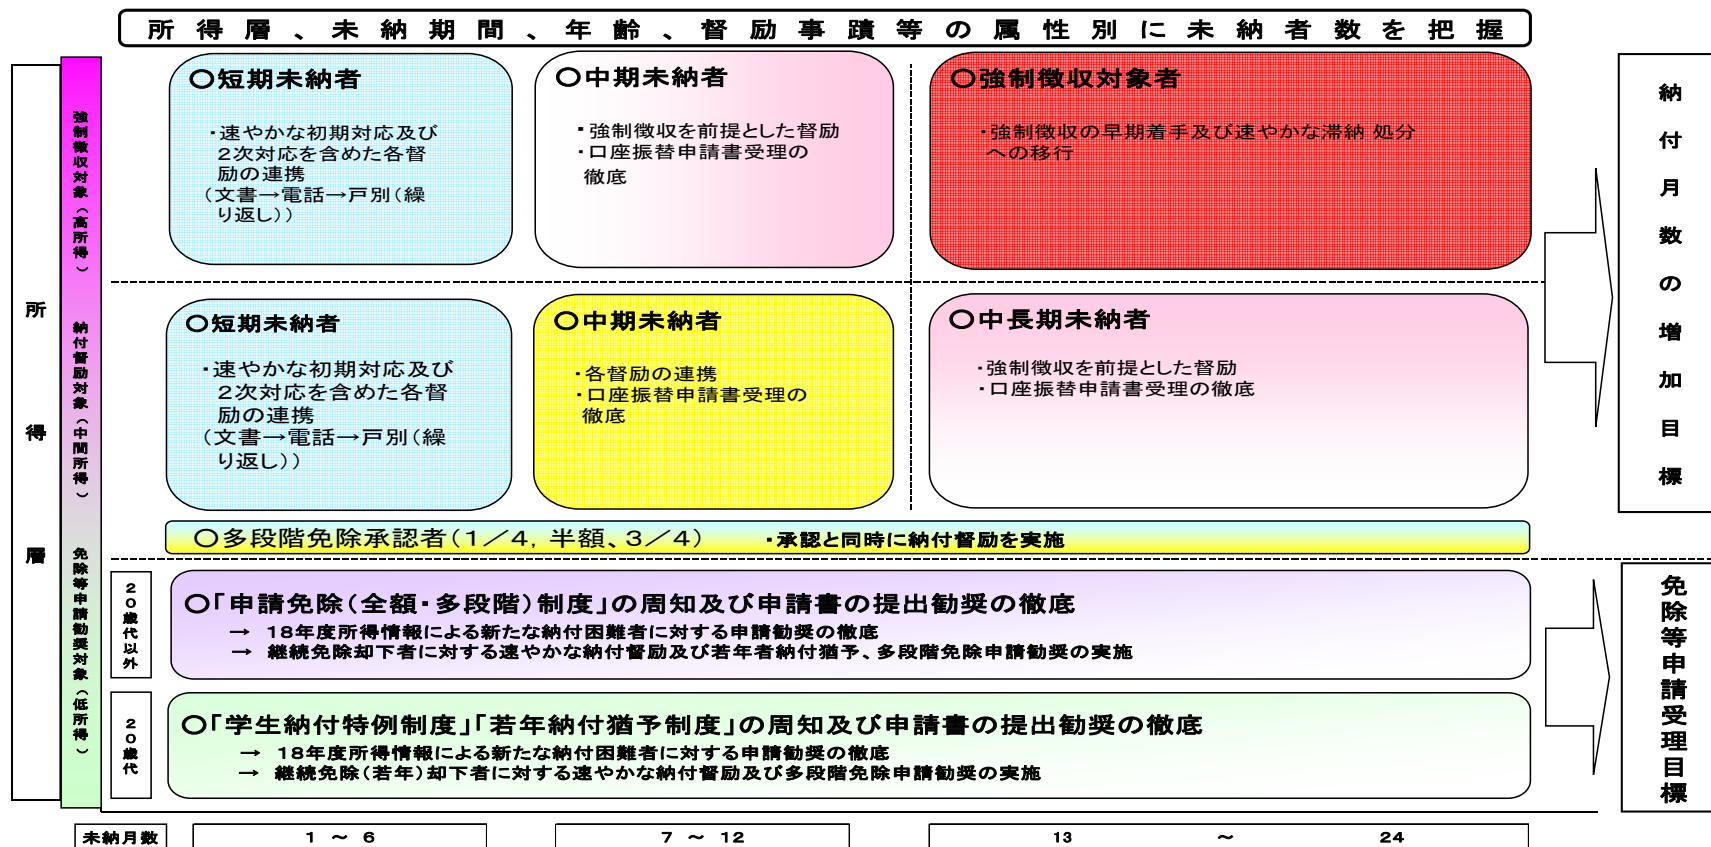 所得層、未納期間、年齢、督励事蹟等の属性別に未納者数を把握
所得層
強制徴収対象（高所得）
納付督励対象（中間所得）
免除等申請勧奨対象（低所得）
○短期未納者
・速やかな初期対応及び
2次対応を含めた各督
励の連携
（文書→電話→戸別（繰
り返し））
○中期未納者
・強制徴収を前提とした督励
・口座振替申請書受理の
徹底
○強制徴収対象者
・強制徴収の早期着手及び速やかな滞納 処分
への移行
○短期未納者
・速やかな初期対応及び
2次対応を含めた各督
励の連携
（文書→電話→戸別（繰
り返し））
○中期未納者
・各督励の連携
・口座振替申請書受理の
徹底
○中長期未納者
・強制徴収を前提とした督励
・口座振替申請書受理の徹底
○多段階免除承認者（1／4，半額、3／4） ・承認と同時に納付督励を実施
20歳代以外
○「申請免除（全額・多段階）制度」の周知及び申請書の提出勧奨の徹底
→ 18年度所得情報による新たな納付困難者に対する申請勧奨の徹底
→ 継続免除却下者に対する速やかな納付督励及び若年者納付猶予、多段階免除申請勧奨の実施
20歳代
○「学生納付特例制度」「若年納付猶予制度」の周知及び申請書の提出勧奨の徹底
→ 18年度所得情報による新たな納付困難者に対する申請勧奨の徹底
→ 継続免除（若年）却下者に対する速やかな納付督励及び多段階免除申請勧奨の実施
納付月数の増加目標
免除等申請受理目標
未納月数
1 ～ 6
7 ～ 12
13 ～ 24